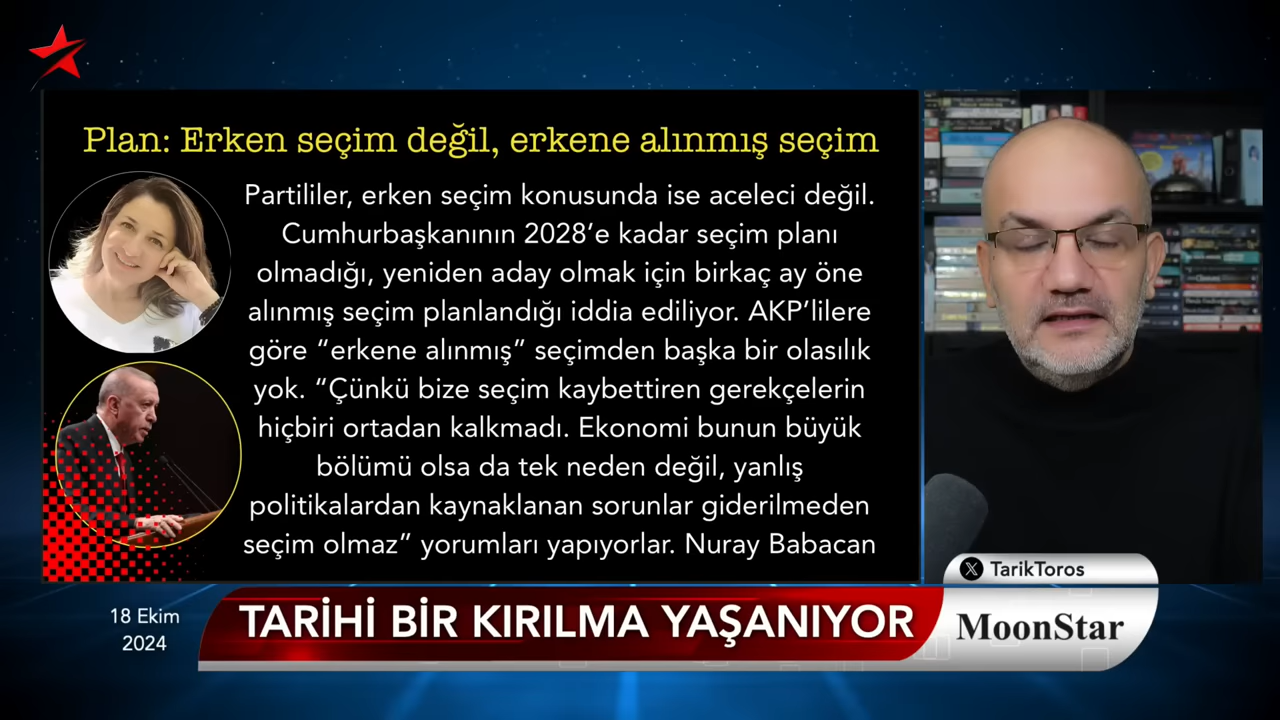 Plan: Erken seçim değil, erkene alınmış seçim
Partililer, erken seçim konusunda ise aceleci değil.
Cumhurbaşkanının 2028’e kadar seçim planı
olmadığı, yeniden aday olmak için birkaç ay öne
alınmış seçim planlandığı iddia ediliyor. AKP’lilere
göre “erkene alınmış” seçimden başka bir olasılık
yok. “Çünkü bize seçim kaybettiren gerekçelerin
hiçbiri ortadan kalkmadı. Ekonomi bunun büyük
bölümü olsa da tek neden değil, yanlış
politikalardan kaynaklanan sorunlar giderilmeden
seçim olmaz” yorumları yapıyorlar. Nuray Babacan
X TarikToros
18 Ekim
2024
TARİHİ BİR KIRILMA YAŞANIYOR
MoonStar